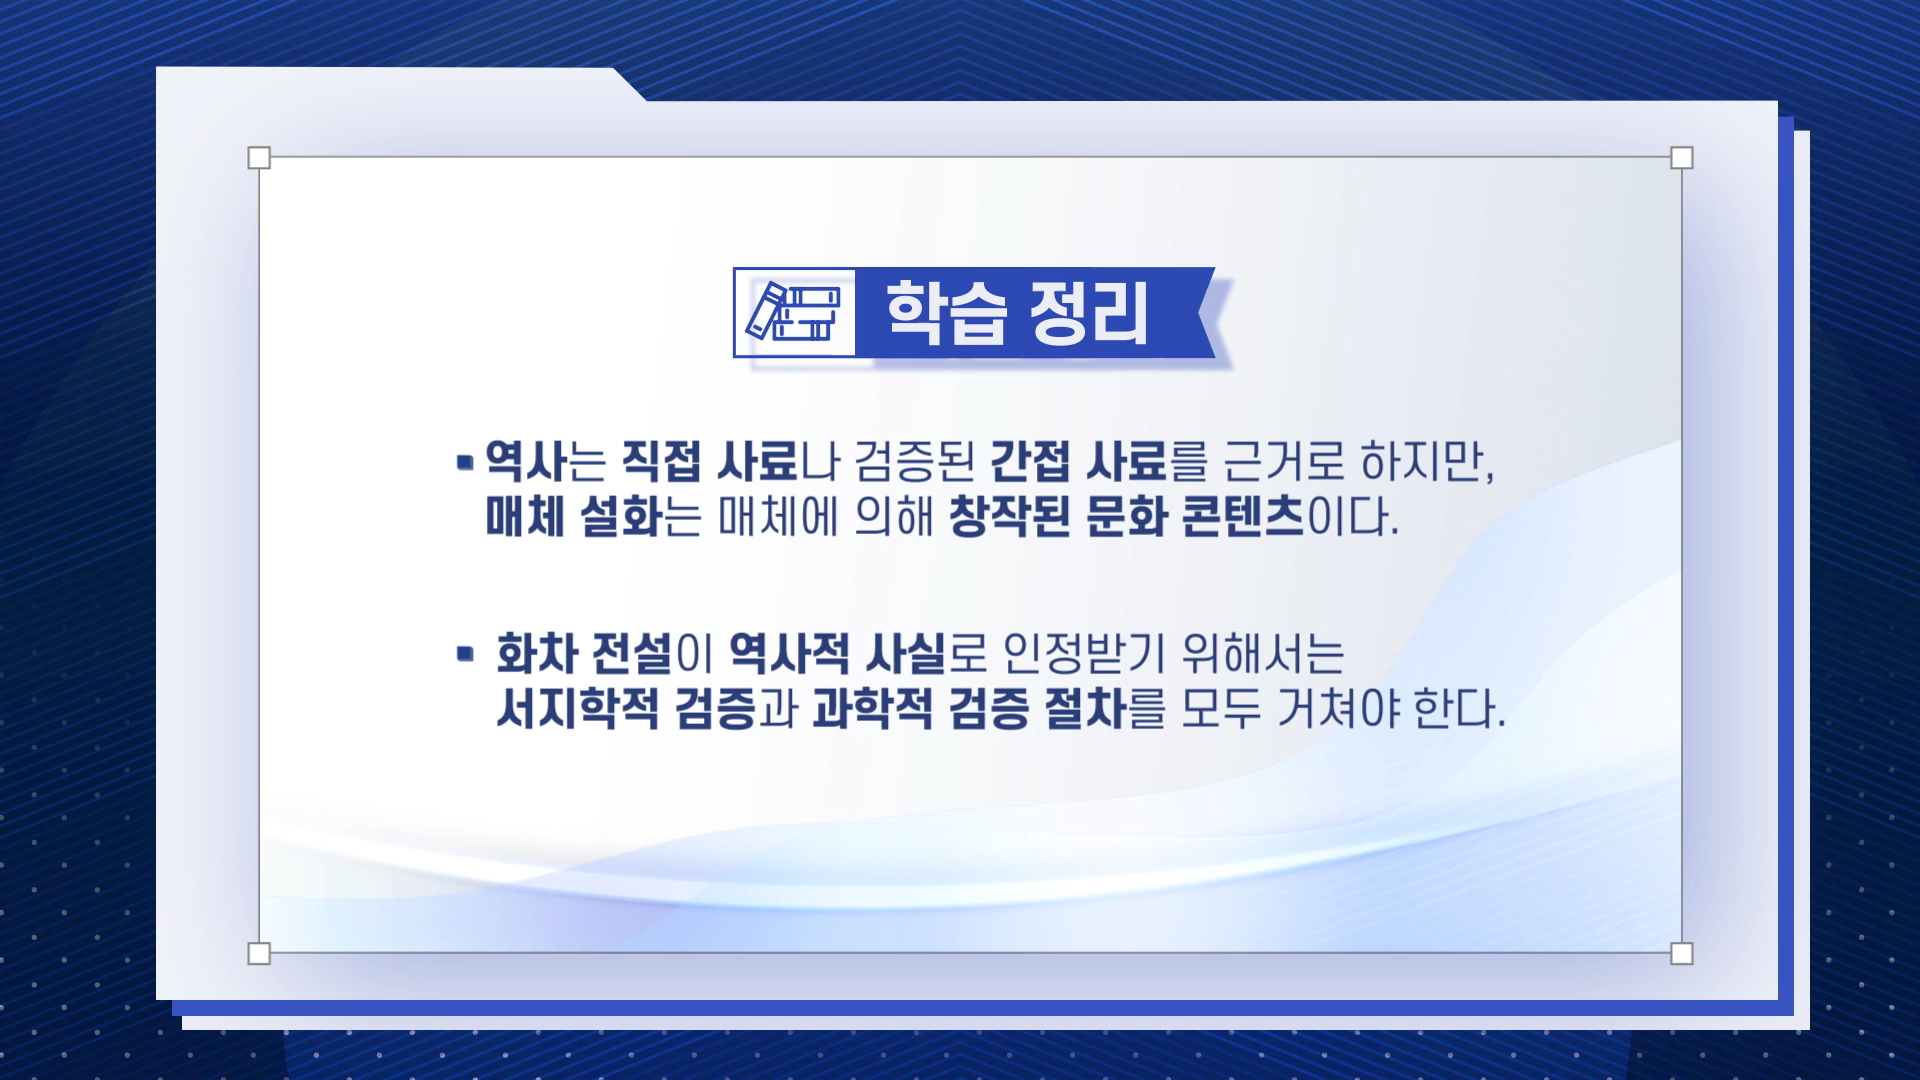 학습 정리
▪ 역사는 직접 사료나 검증된 간접 사료를 근거로 하지만,
매체 설화는 매체에 의해 창작된 문화 콘텐츠이다.
▪ 화차 전설이 역사적 사실로 인정받기 위해서는
서지학적 검증과 과학적 검증 절차를 모두 거쳐야 한다.